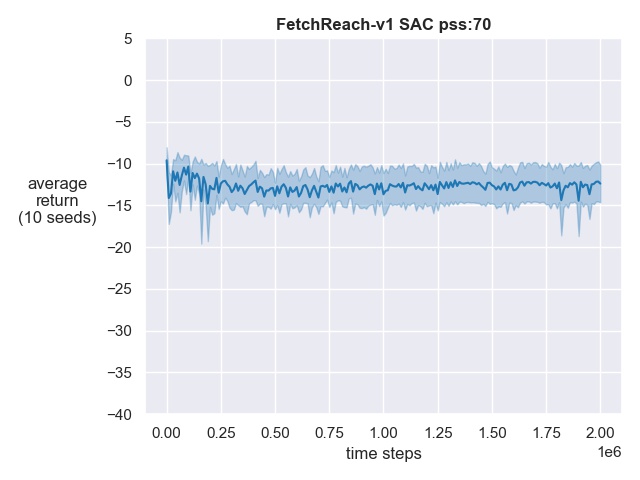 FetchReach-v1 SAC pss:70
5
0
−5
−10
−15
−20
−25
−30
−35
−40
average
return
(10 seeds)
0.00 0.25 0.50 0.75 1.00 1.25 1.50 1.75 2.00
time steps
1e6